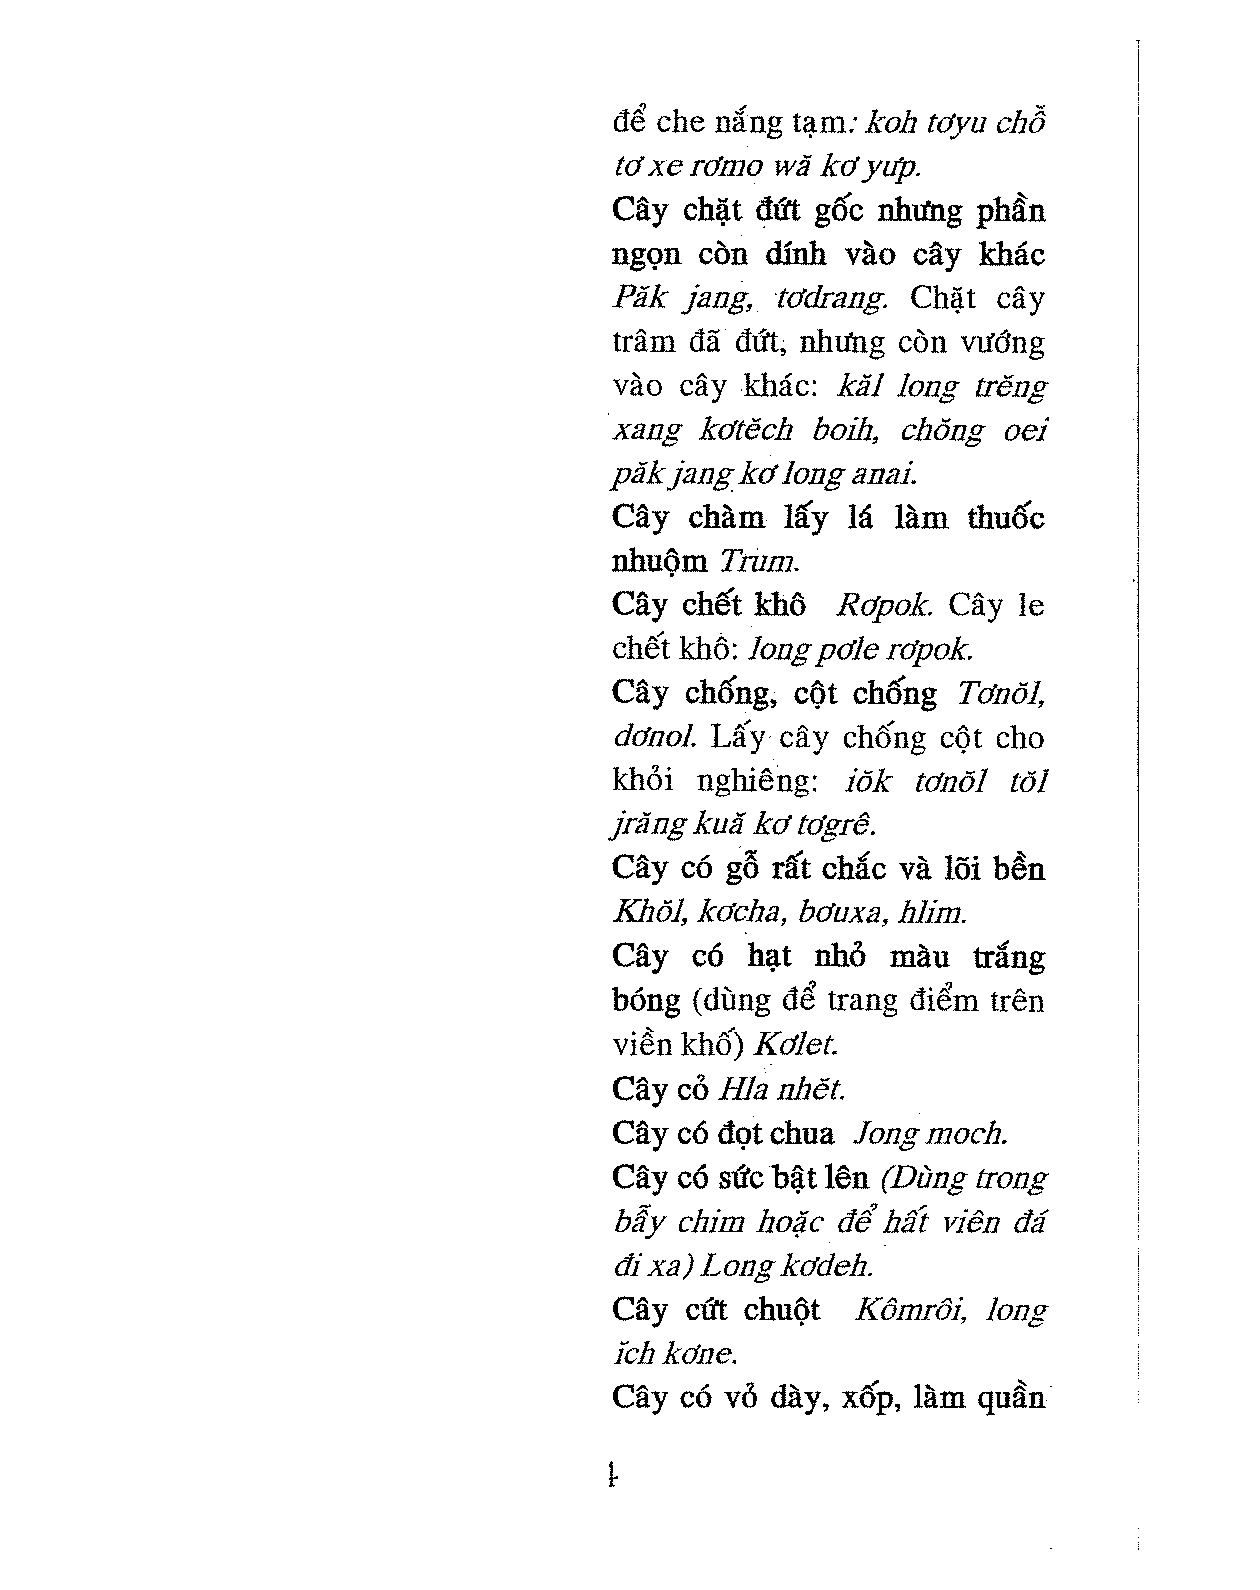 để che nắng tạm: koh tơyu chỗ
tơ xe rơmo wă kơ yưp.
Cây chặt đứt gốc nhưng phần
ngọn còn dính vào cây khác
Păk jang, tơdrang. Chặt cây
trâm đã đứt, nhưng còn vướng
vào cây khác: kăl long trĕng
xang kơtĕch boih, chŏng oei
păk jang kơ long anai.
Cây chàm lấy lá làm thuốc
nhuộm Trum.
Cây chết khô Rơpok. Cây le
chết khô: long pơle rơpok.
Cây chống, cột chống Tơnŏl,
dơnol. Lấy cây chống cột cho
khỏi nghiêng: iŏk tơnŏl tŏl
jrăng kuă kơ tơgrê.
Cây có gỗ rất chắc và lõi bền
Khŏl, kơcha, bơuxa, hlim.
Cây có hạt nhỏ màu trắng
bóng (dùng để trang điểm trên
viền khố) Kơlet.
Cây cỏ Hla nhĕt.
Cây có đọt chua Jong moch.
Cây có sức bật lên (Dùng trong
bẫy chim hoặc để hất viên đá
đi xa) Long kơdeh.
Cây cứt chuột Kômrôi, long
ĭch kơne.
Cây có vỏ dày, xốp, làm quần